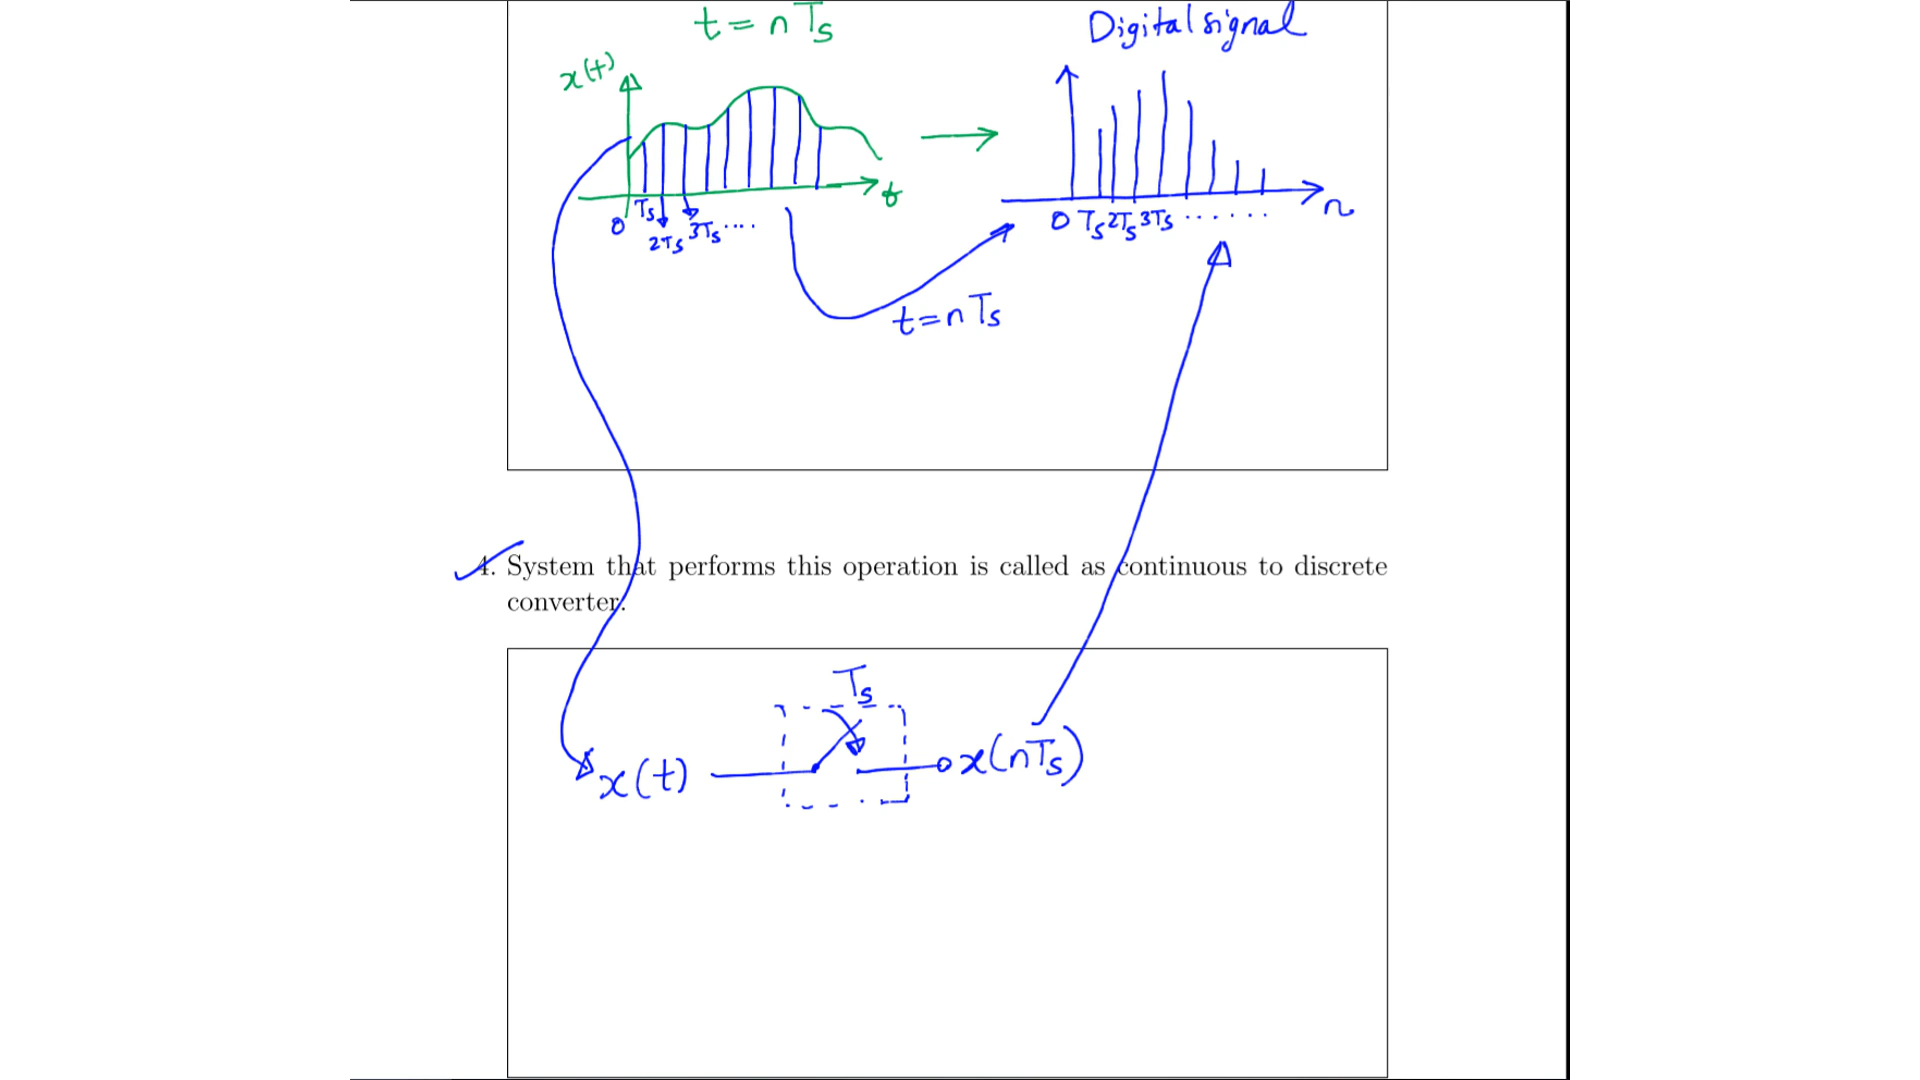 t = n Ts
Digital signal
x(t)
t
0 Ts 2Ts 3Ts ....
n
0 Ts 2Ts 3Ts ......
t=nTs
4. System that performs this operation is called as continuous to discrete
converter.
Ts
x(t)
x(nTs)